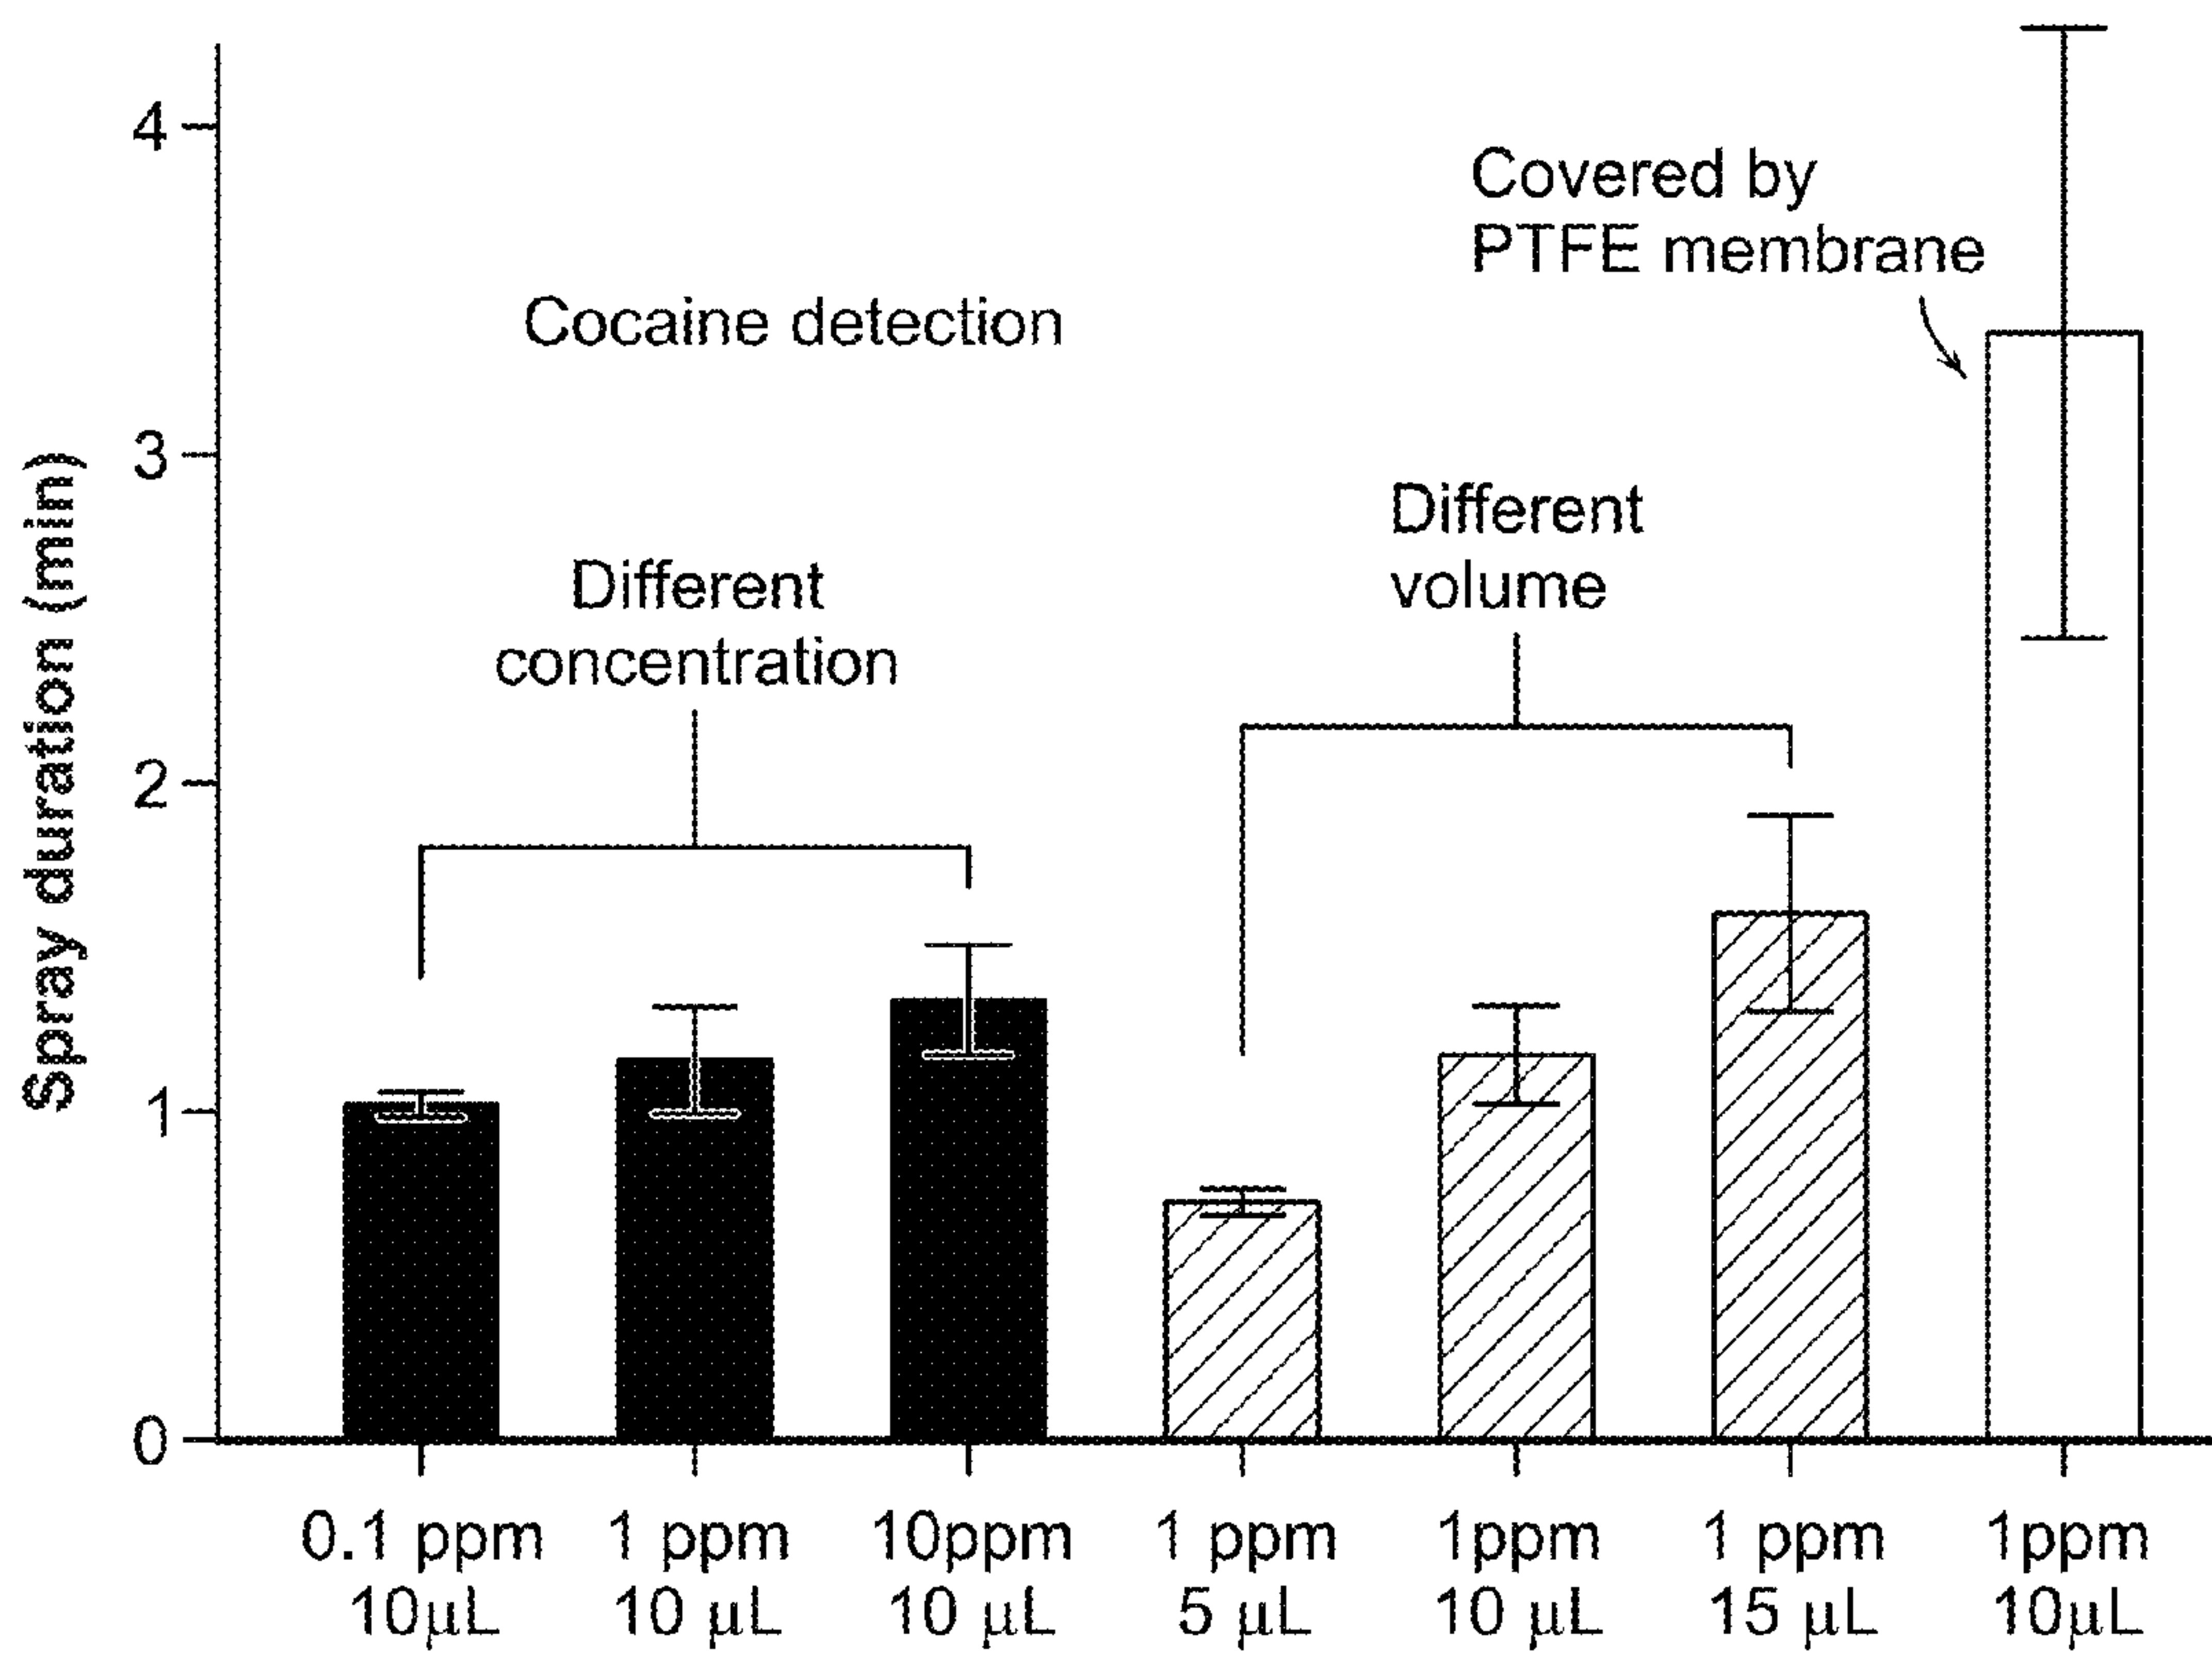 4
3
2
1
0
Spray duration (min)
Cocaine detection
Different
concentration
Different
volume
Covered by
PTFE membrane
0.1 ppm
10μL
1 ppm
10 μL
10ppm
10 μL
1 ppm
5 μL
1ppm
10 μL
1 ppm
15 μL
1ppm
10μL